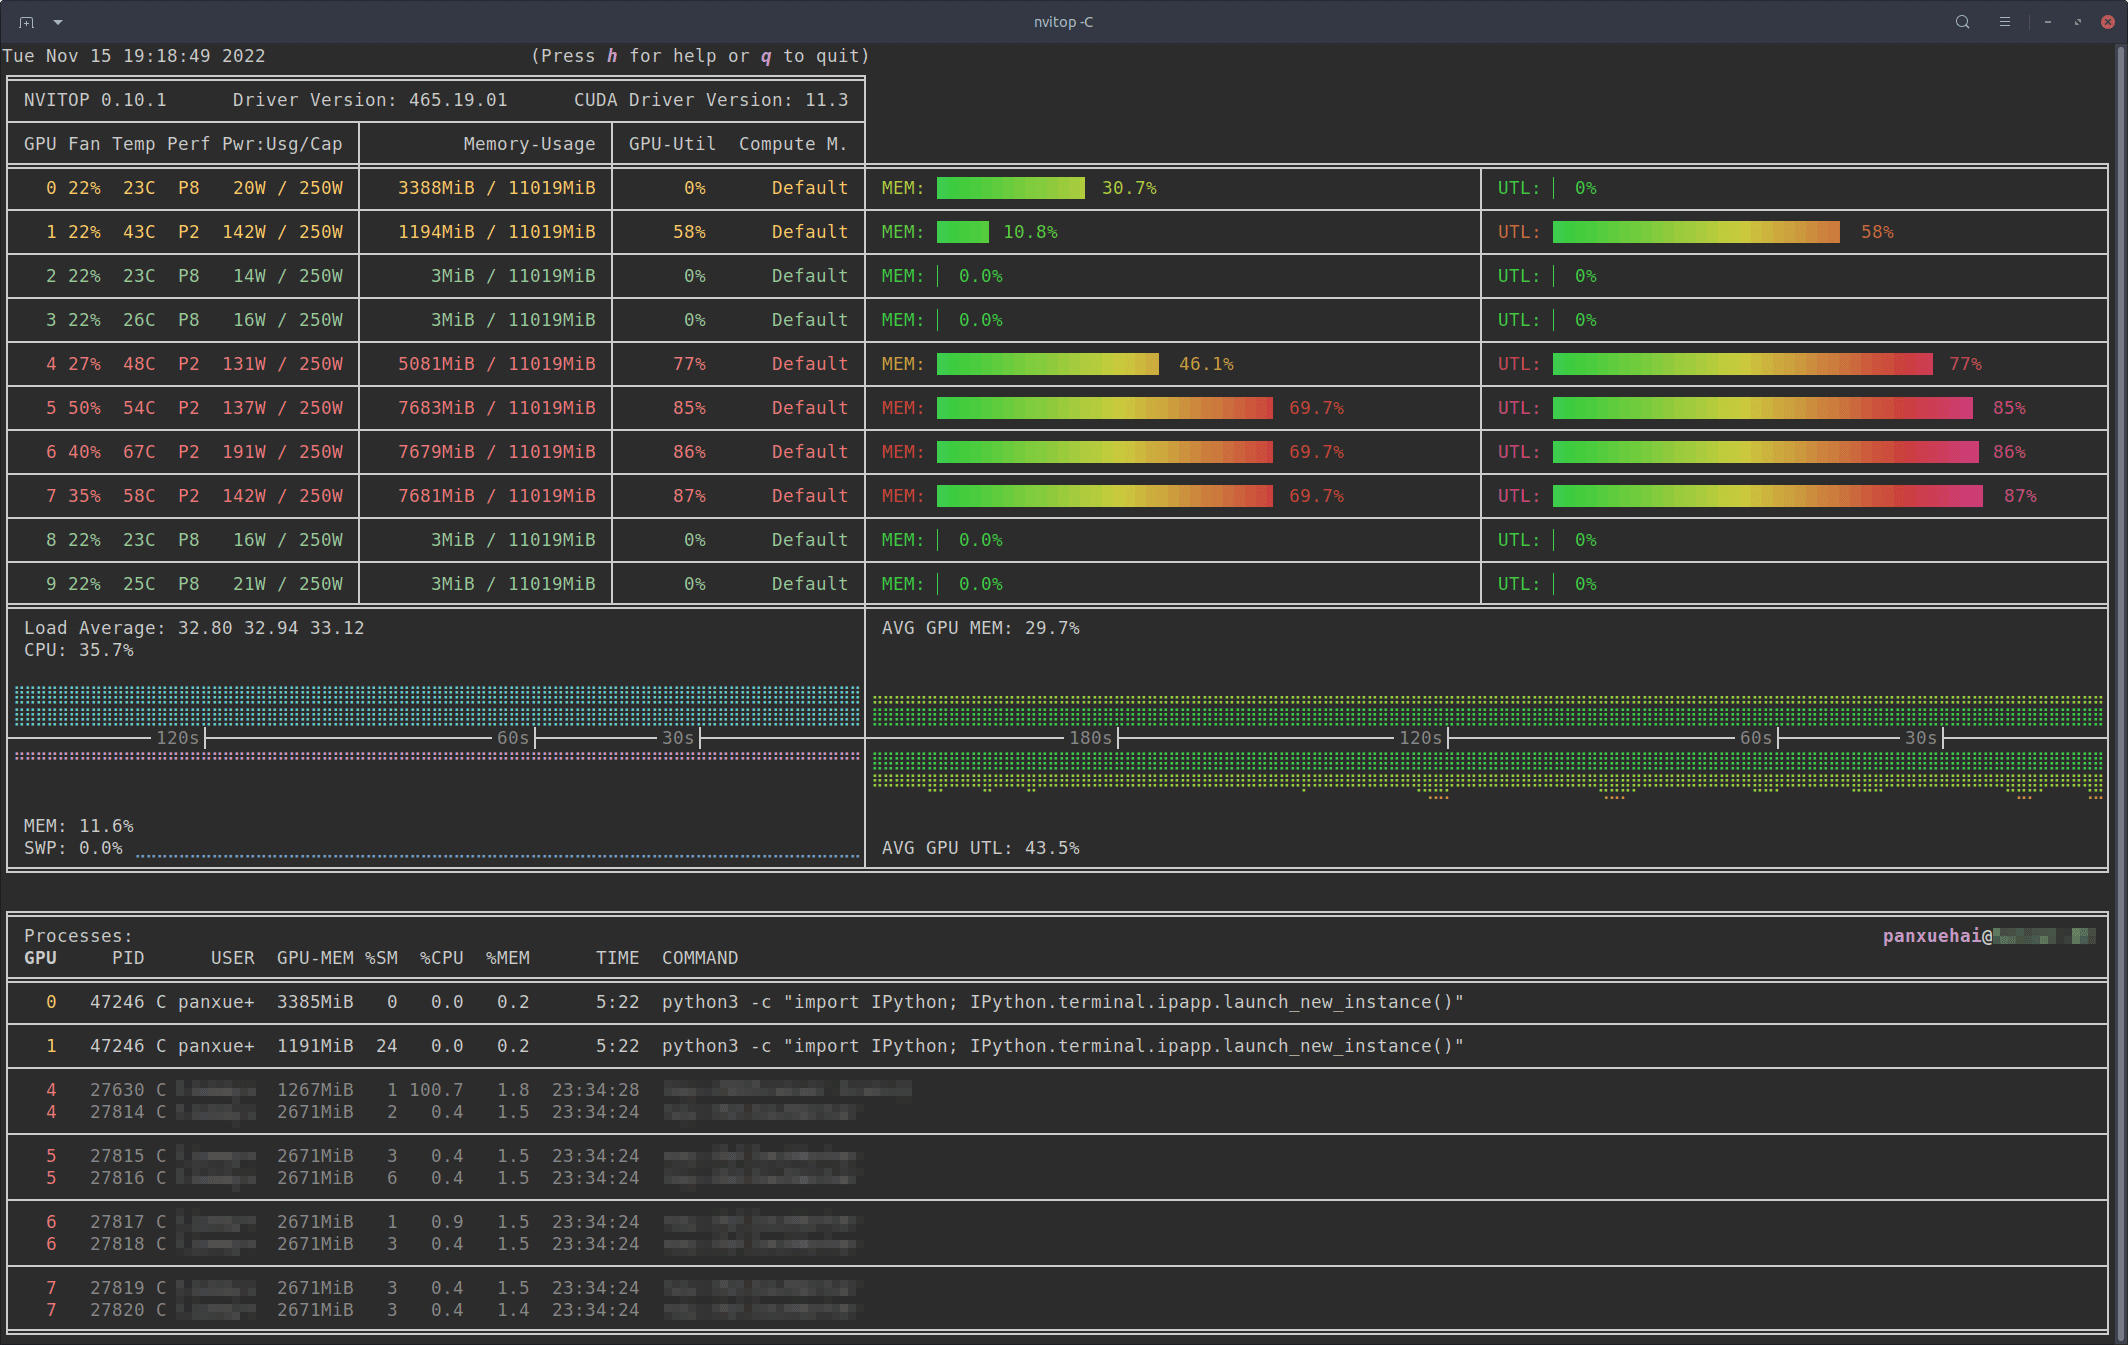 nvitop -C
Tue Nov 15 19:18:49 2022 (Press h for help or q to quit)
NVITOP 0.10.1 Driver Version: 465.19.01 CUDA Driver Version: 11.3
GPU Fan Temp Perf Pwr:Usg/Cap Memory-Usage GPU-Util Compute M.
0 22% 23C P8 20W / 250W 3388MiB / 11019MiB 0% Default MEM: 30.7% UTL: 0%
1 22% 43C P2 142W / 250W 1194MiB / 11019MiB 58% Default MEM: 10.8% UTL: 58%
2 22% 23C P8 14W / 250W 3MiB / 11019MiB 0% Default MEM: 0.0% UTL: 0%
3 22% 26C P8 16W / 250W 3MiB / 11019MiB 0% Default MEM: 0.0% UTL: 0%
4 27% 48C P2 131W / 250W 5081MiB / 11019MiB 77% Default MEM: 46.1% UTL: 77%
5 50% 54C P2 137W / 250W 7683MiB / 11019MiB 85% Default MEM: 69.7% UTL: 85%
6 40% 67C P2 191W / 250W 7679MiB / 11019MiB 86% Default MEM: 69.7% UTL: 86%
7 35% 58C P2 142W / 250W 7681MiB / 11019MiB 87% Default MEM: 69.7% UTL: 87%
8 22% 23C P8 16W / 250W 3MiB / 11019MiB 0% Default MEM: 0.0% UTL: 0%
9 22% 25C P8 21W / 250W 3MiB / 11019MiB 0% Default MEM: 0.0% UTL: 0%
Load Average: 32.80 32.94 33.12 AVG GPU MEM: 29.7%
CPU: 35.7%
120s 60s 30s 180s 120s 60s 30s
MEM: 11.6%
SWP: 0.0% AVG GPU UTL: 43.5%
Processes: panxuehai@
GPU PID USER GPU-MEM %SM %CPU %MEM TIME COMMAND
0 47246 C panxue+ 3385MiB 0 0.0 0.2 5:22 python3 -c "import IPython; IPython.terminal.ipapp.launch_new_instance()"
1 47246 C panxue+ 1191MiB 24 0.0 0.2 5:22 python3 -c "import IPython; IPython.terminal.ipapp.launch_new_instance()"
4 27630 C 1267MiB 1 100.7 1.8 23:34:28
4 27814 C 2671MiB 2 0.4 1.5 23:34:24
5 27815 C 2671MiB 3 0.4 1.5 23:34:24
5 27816 C 2671MiB 6 0.4 1.5 23:34:24
6 27817 C 2671MiB 1 0.9 1.5 23:34:24
6 27818 C 2671MiB 3 0.4 1.5 23:34:24
7 27819 C 2671MiB 3 0.4 1.5 23:34:24
7 27820 C 2671MiB 3 0.4 1.4 23:34:24